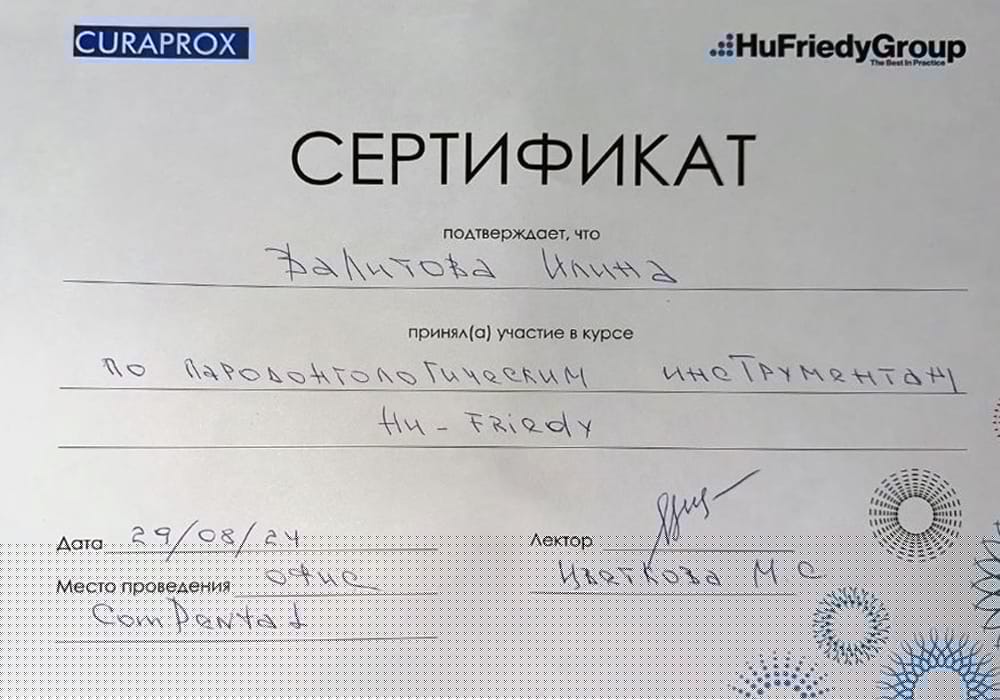 CURAPROX
HuFriedyGroup
The Best In Practice
СЕРТИФИКАТ
подтверждает, что
Валитова Илина
принял(а) участие в курсе
по пародонтологическим инструментам
Hu-Friedy
Дата 29/08/24
Лектор
Место проведения офис
Цветкова М С
ComDental